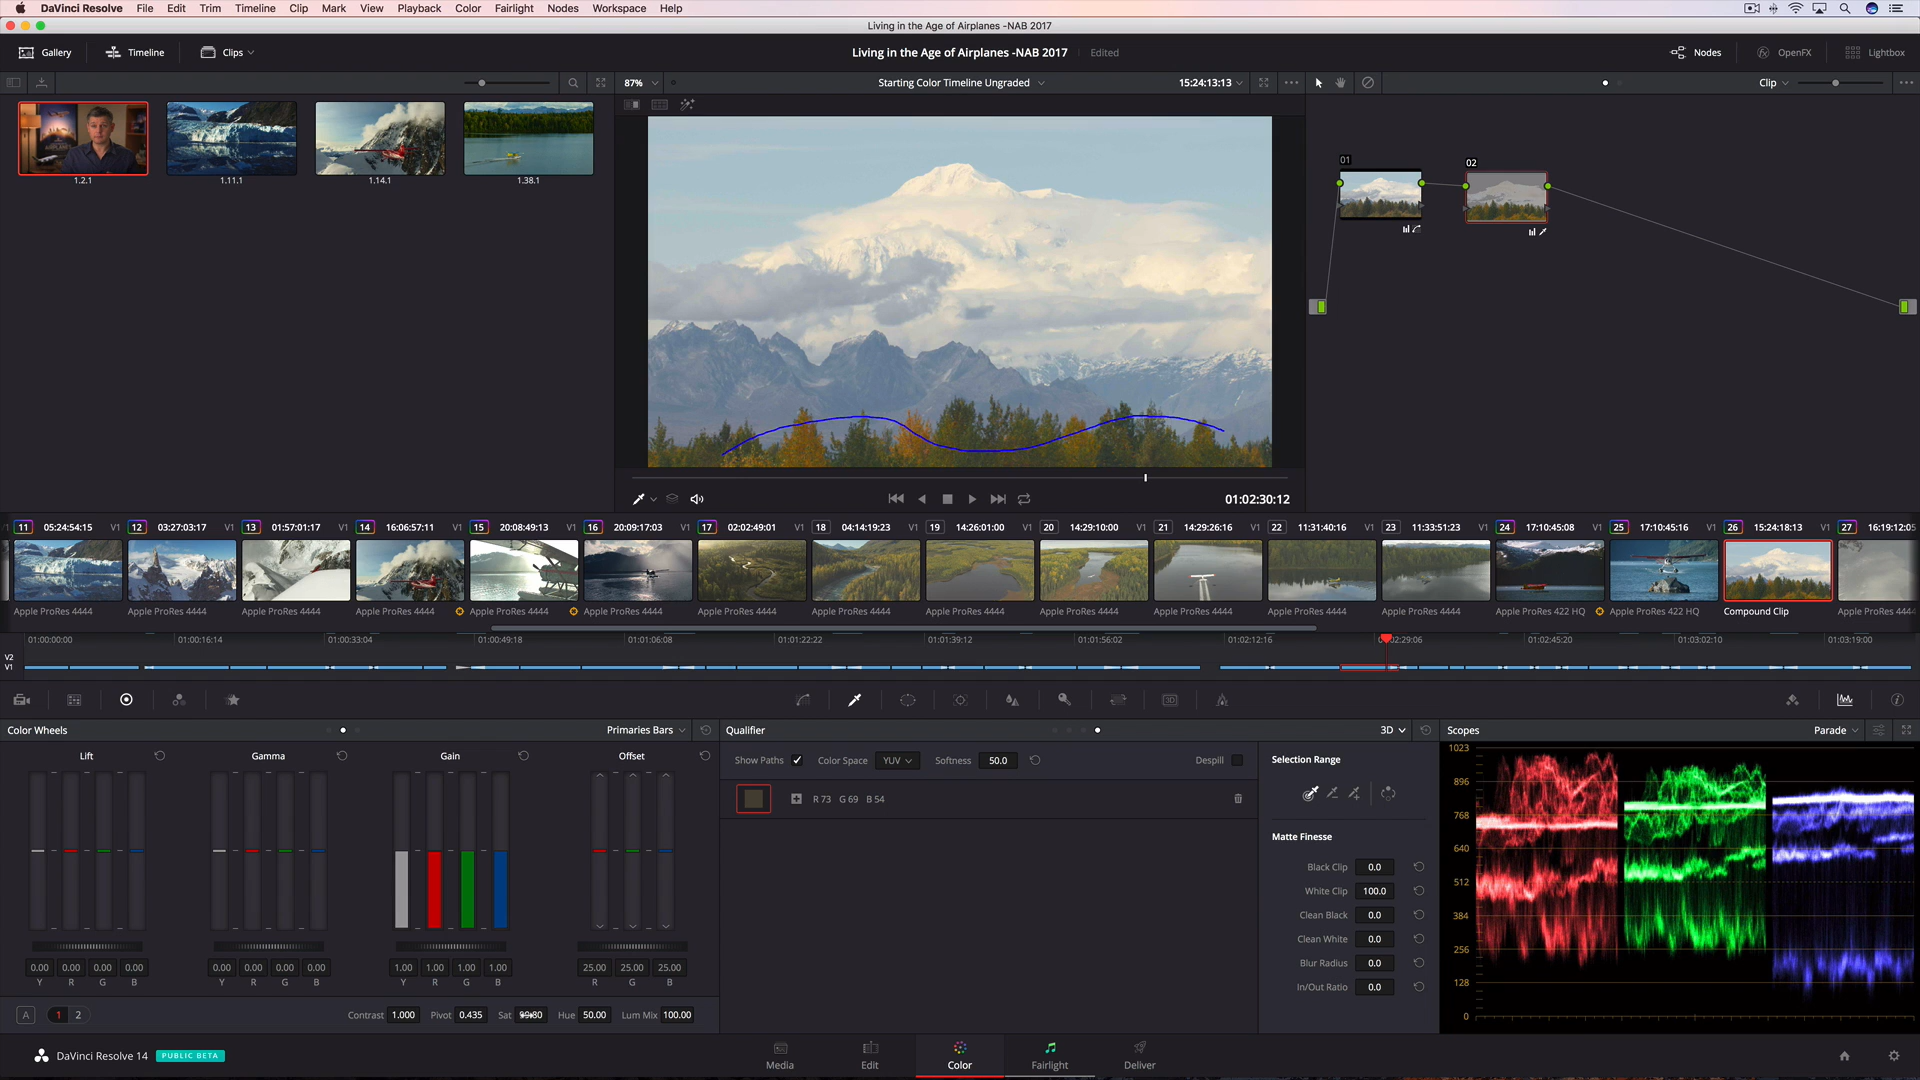 DaVinci Resolve File Edit Trim Timeline Clip Mark View Playback Color Fairlight Nodes Workspace Help
Living in the Age of Airplanes -NAB 2017
Gallery Timeline Clips Living in the Age of Airplanes -NAB 2017 Edited Nodes OpenFX Lightbox
87% Starting Color Timeline Ungraded 15:24:13:13 Clip
1.2.1 1.11.1 1.14.1 1.38.1
01 02
01:02:30:12
11 05:24:54:15 V1 12 03:27:03:17 V1 13 01:57:01:17 V1 14 16:06:57:11 V1 15 20:08:49:13 V1 16 20:09:17:03 V1 17 02:02:49:01 V1 18 04:14:19:23 V1 19 14:26:01:00 V1 20 14:29:10:00 V1 21 14:29:26:16 V1 22 11:31:40:16 V1 23 11:33:51:23 V1 24 17:10:45:08 V1 25 17:10:45:16 V1 26 15:24:18:13 V1 27 16:19:12:05
Apple ProRes 4444 Apple ProRes 4444 Apple ProRes 4444 Apple ProRes 4444 Apple ProRes 4444 Apple ProRes 4444 Apple ProRes 4444 Apple ProRes 4444 Apple ProRes 4444 Apple ProRes 4444 Apple ProRes 4444 Apple ProRes 4444 Apple ProRes 4444 Apple ProRes 422 HQ Apple ProRes 422 HQ Compound Clip Apple ProRes 4444
01:00:00:00 01:00:16:14 01:00:33:04 01:00:49:18 01:01:06:08 01:01:22:22 01:01:39:12 01:01:56:02 01:02:12:16 02:29:06 01:02:45:20 01:03:02:10 01:03:19:00
V2
V1
3D
Color Wheels Primaries Bars Qualifier 3D Scopes Parade
Lift Gamma Gain Offset
Show Paths Color Space YUV Softness 50.0 Despill
R 73 G 69 B 54
Selection Range
Matte Finesse
Black Clip 0.0
White Clip 100.0
Clean Black 0.0
Clean White 0.0
Blur Radius 0.0
In/Out Ratio 0.0
1023
896
768
640
512
384
256
128
0
0.00 0.00 0.00 0.00 0.00 0.00 0.00 0.00 1.00 1.00 1.00 1.00 25.00 25.00 25.00
Y R G B Y R G B Y R G B R G B
A 1 2 Contrast 1.000 Pivot 0.435 Sat Hue 50.00 Lum Mix 100.00
DaVinci Resolve 14 PUBLIC BETA Media Edit Color Fairlight Deliver